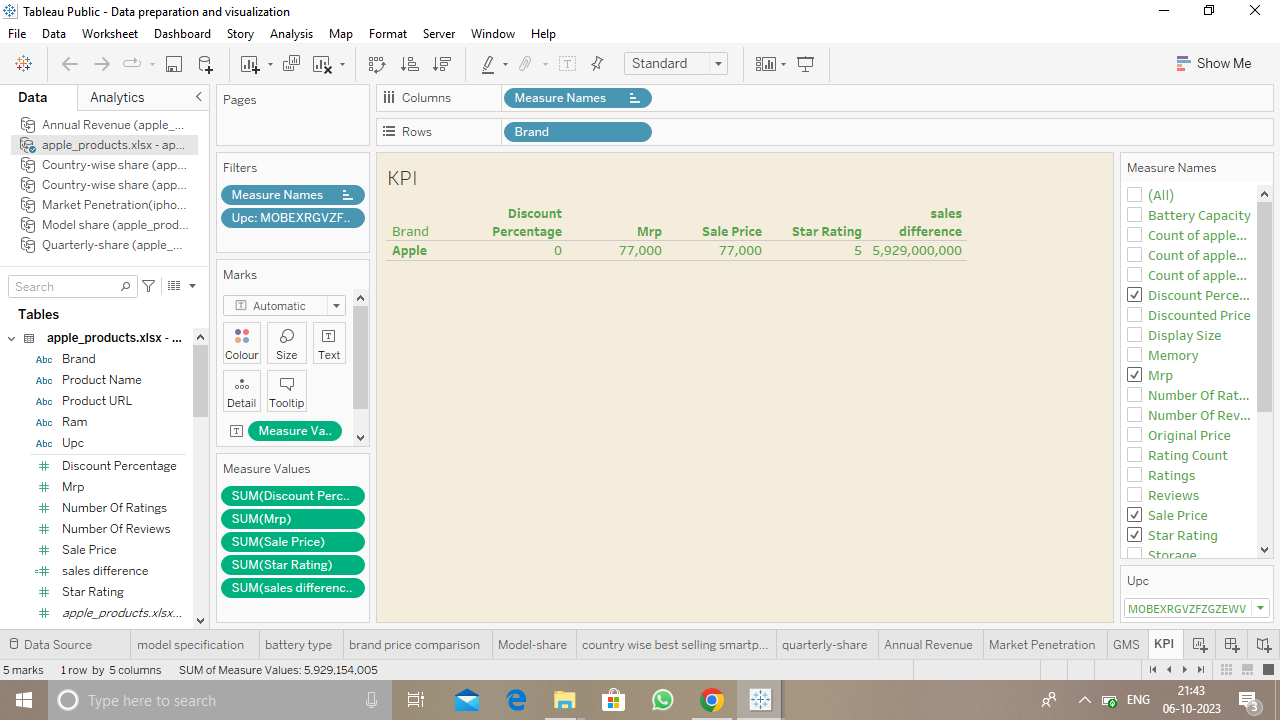 Tableau Public - Data preparation and visualization
File Data Worksheet Dashboard Story Analysis Map Format Server Window Help
Standard
Show Me
Data Analytics
Annual Revenue (apple_...
apple_products.xlsx - ap...
Country-wise share (app...
Country-wise share (app...
Market Penetration(ipho...
Model share (apple_prod...
Quarterly-share (apple_...
Search
Tables
apple_products.xlsx - ...
Abc Brand
Abc Product Name
Abc Product URL
Abc Ram
Abc Upc
# Discount Percentage
# Mrp
# Number Of Ratings
# Number Of Reviews
# Sale Price
=# sales difference
# Star Rating
# apple_products.xlsx...
Pages
Filters
Measure Names
Upc: MOBEXRGVZF..
Marks
Automatic
Colour Size Text
Detail Tooltip
Measure Va..
Measure Values
SUM(Discount Perc..
SUM(Mrp)
SUM(Sale Price)
SUM(Star Rating)
SUM(sales differenc..
Columns Measure Names
Rows Brand
KPI
Discount sales
Brand Percentage Mrp Sale Price Star Rating difference
Apple 0 77,000 77,000 5 5,929,000,000
Measure Names
(All)
Battery Capacity
Count of apple...
Count of apple...
Count of apple...
Discount Perce...
Discounted Price
Display Size
Memory
Mrp
Number Of Rat...
Number Of Rev...
Original Price
Rating Count
Ratings
Reviews
Sale Price
Star Rating
Storage
Upc
MOBEXRGVZFZGZEWV
Data Source model specification battery type brand price comparison Model-share country wise best selling smartp... quarterly-share Annual Revenue Market Penetration GMS KPI
5 marks 1 row by 5 columns SUM of Measure Values: 5,929,154,005
Type here to search
ENG
21:43
06-10-2023
3